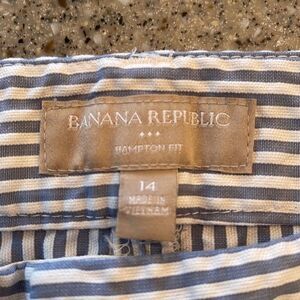 BANANA REPUBLIC
HAMPTON FIT
14
MADE IN
VIETNAM